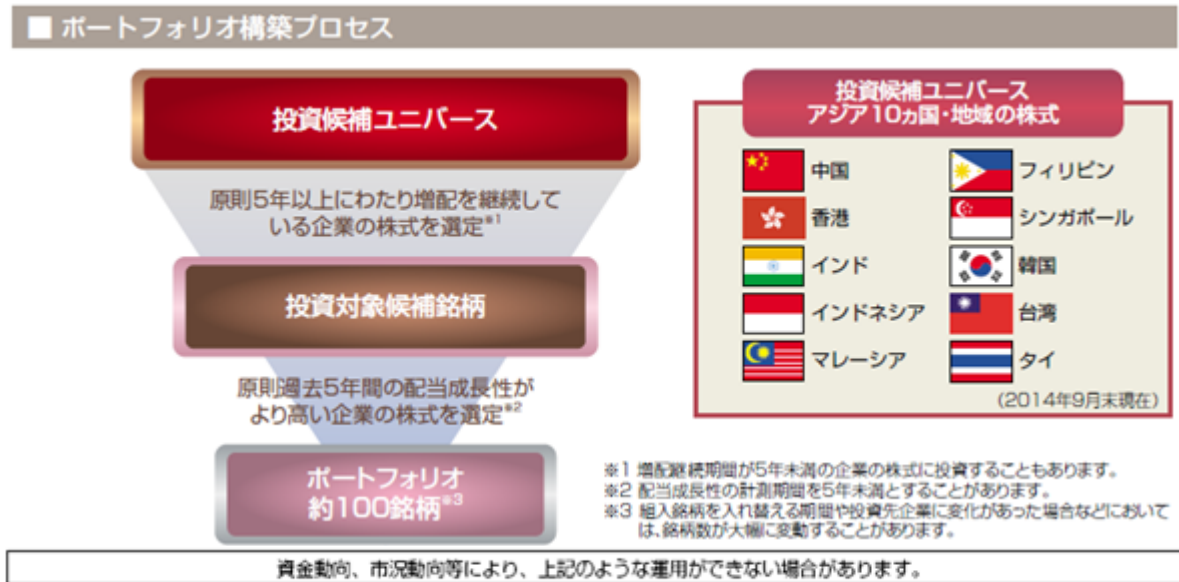 ■ ポートフォリオ構築プロセス
投資候補ユニバース
原則5年以上にわたり増配を継続して
いる企業の株式を選定※1
投資対象候補銘柄
原則過去5年間の配当成長性が
より高い企業の株式を選定※2
ポートフォリオ
約100銘柄※3
投資候補ユニバース
アジア10ヵ国・地域の株式
中国
フィリピン
香港
シンガポール
インド
韓国
インドネシア
台湾
マレーシア
タイ
(2014年9月末現在)
※1 増配継続期間が5年未満の企業の株式に投資することもあります。
※2 配当成長性の計測期間を5年未満とすることがあります。
※3 組入銘柄を入れ替える期間や投資先企業に変化があった場合などにおいて
は、銘柄数が大幅に変動することがあります。
資金動向、市況動向等により、上記のような運用ができない場合があります。